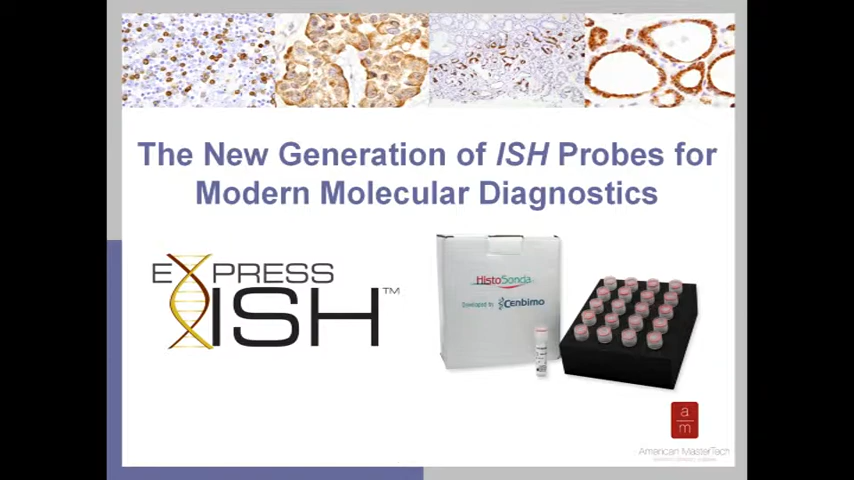 The New Generation of ISH Probes for
Modern Molecular Diagnostics
EXPRESS
ISH™
HistoSonda
Developed by Cenbimo
a
m
American MasterTech